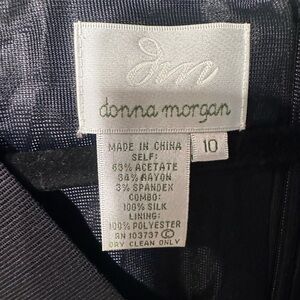 dm
donna morgan
MADE IN CHINA
10
SELF:
63% ACETATE
34% RAYON
3% SPANDEX
COMBO:
100% SILK
LINING:
100% POLYESTER
RN 103737 Ⓒ
DRY CLEAN ONLY